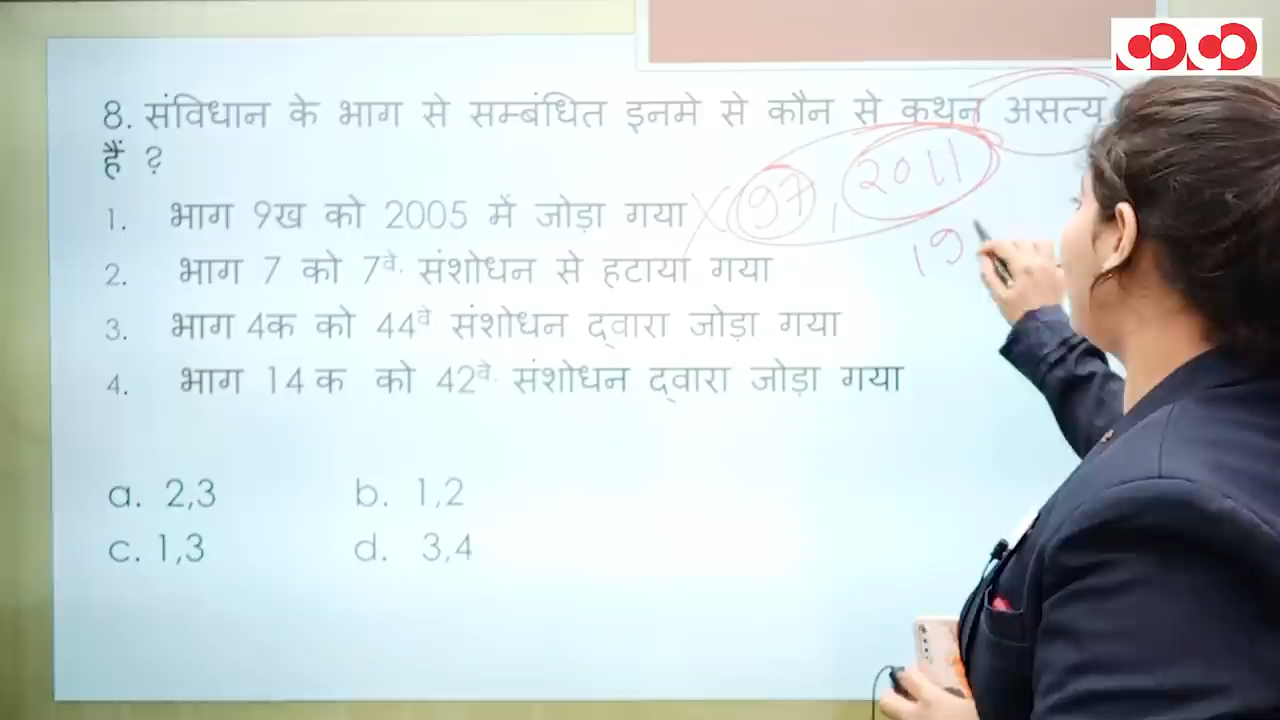 8. संविधान के भाग से सम्बंधित इनमे से कौन से कथन असत्य
हैं ?
1. भाग 9ख को 2005 में जोड़ा गया
97, 2011
19
2. भाग 7 को 7वे. संशोधन से हटाया गया
3. भाग 4क को 44वे. संशोधन द्वारा जोड़ा गया
4. भाग 14 क को 42वे. संशोधन द्वारा जोड़ा गया
a. 2,3 b. 1,2
c. 1,3 d. 3,4